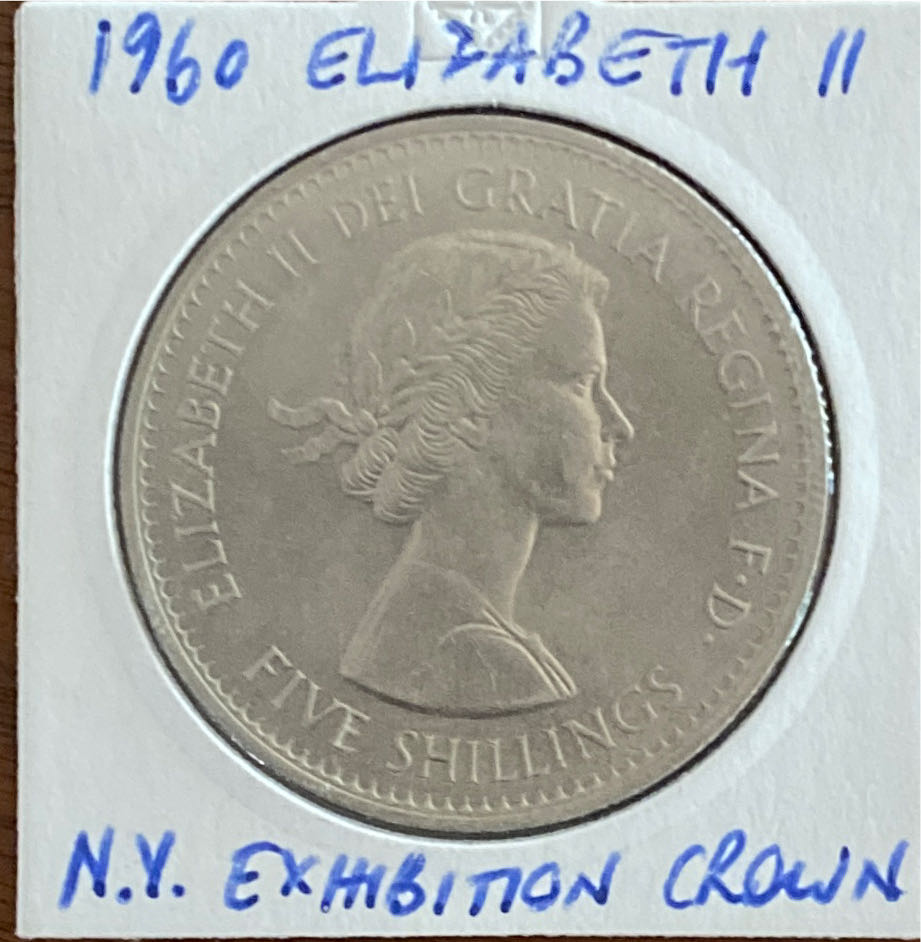 1960 ELIZABETH II
ELIZABETH II DEI GRATIA REGINA F.D.
FIVE SHILLINGS
N.Y. EXHIBITION CROWN